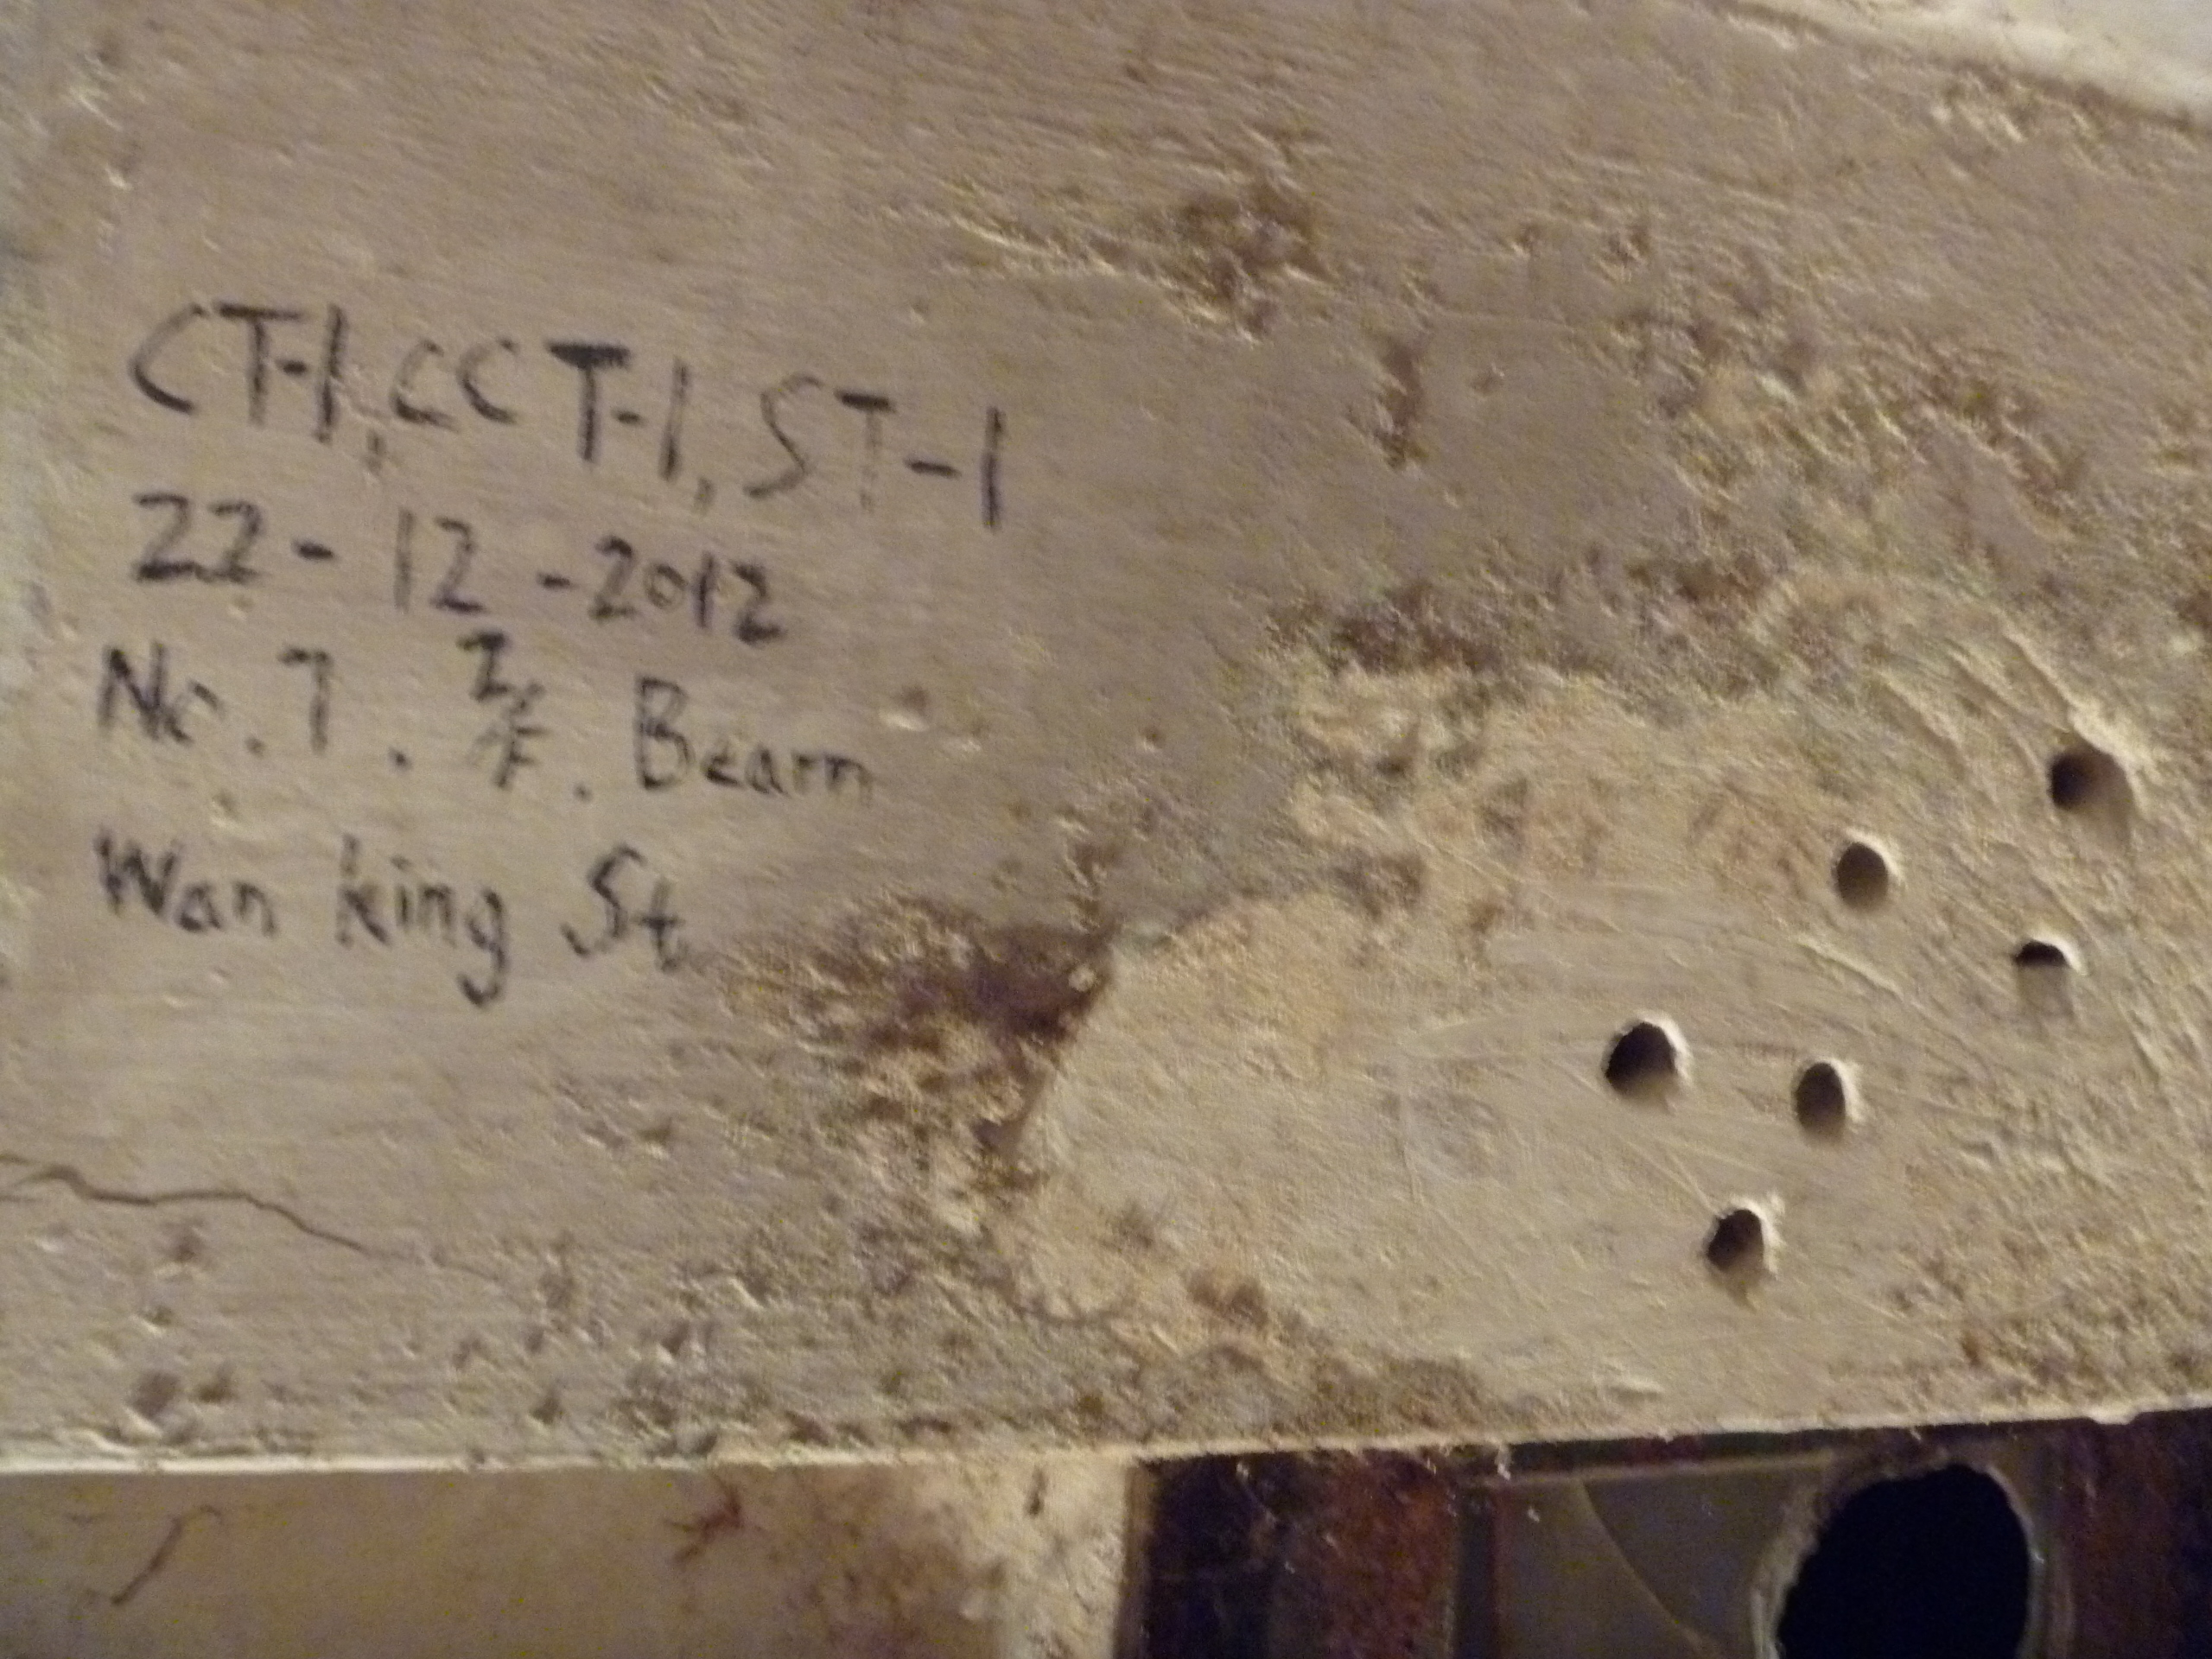 CT-1, CCT-1, ST-1
22-12-2012
No. 7. 2/F. Beam
Wan king St